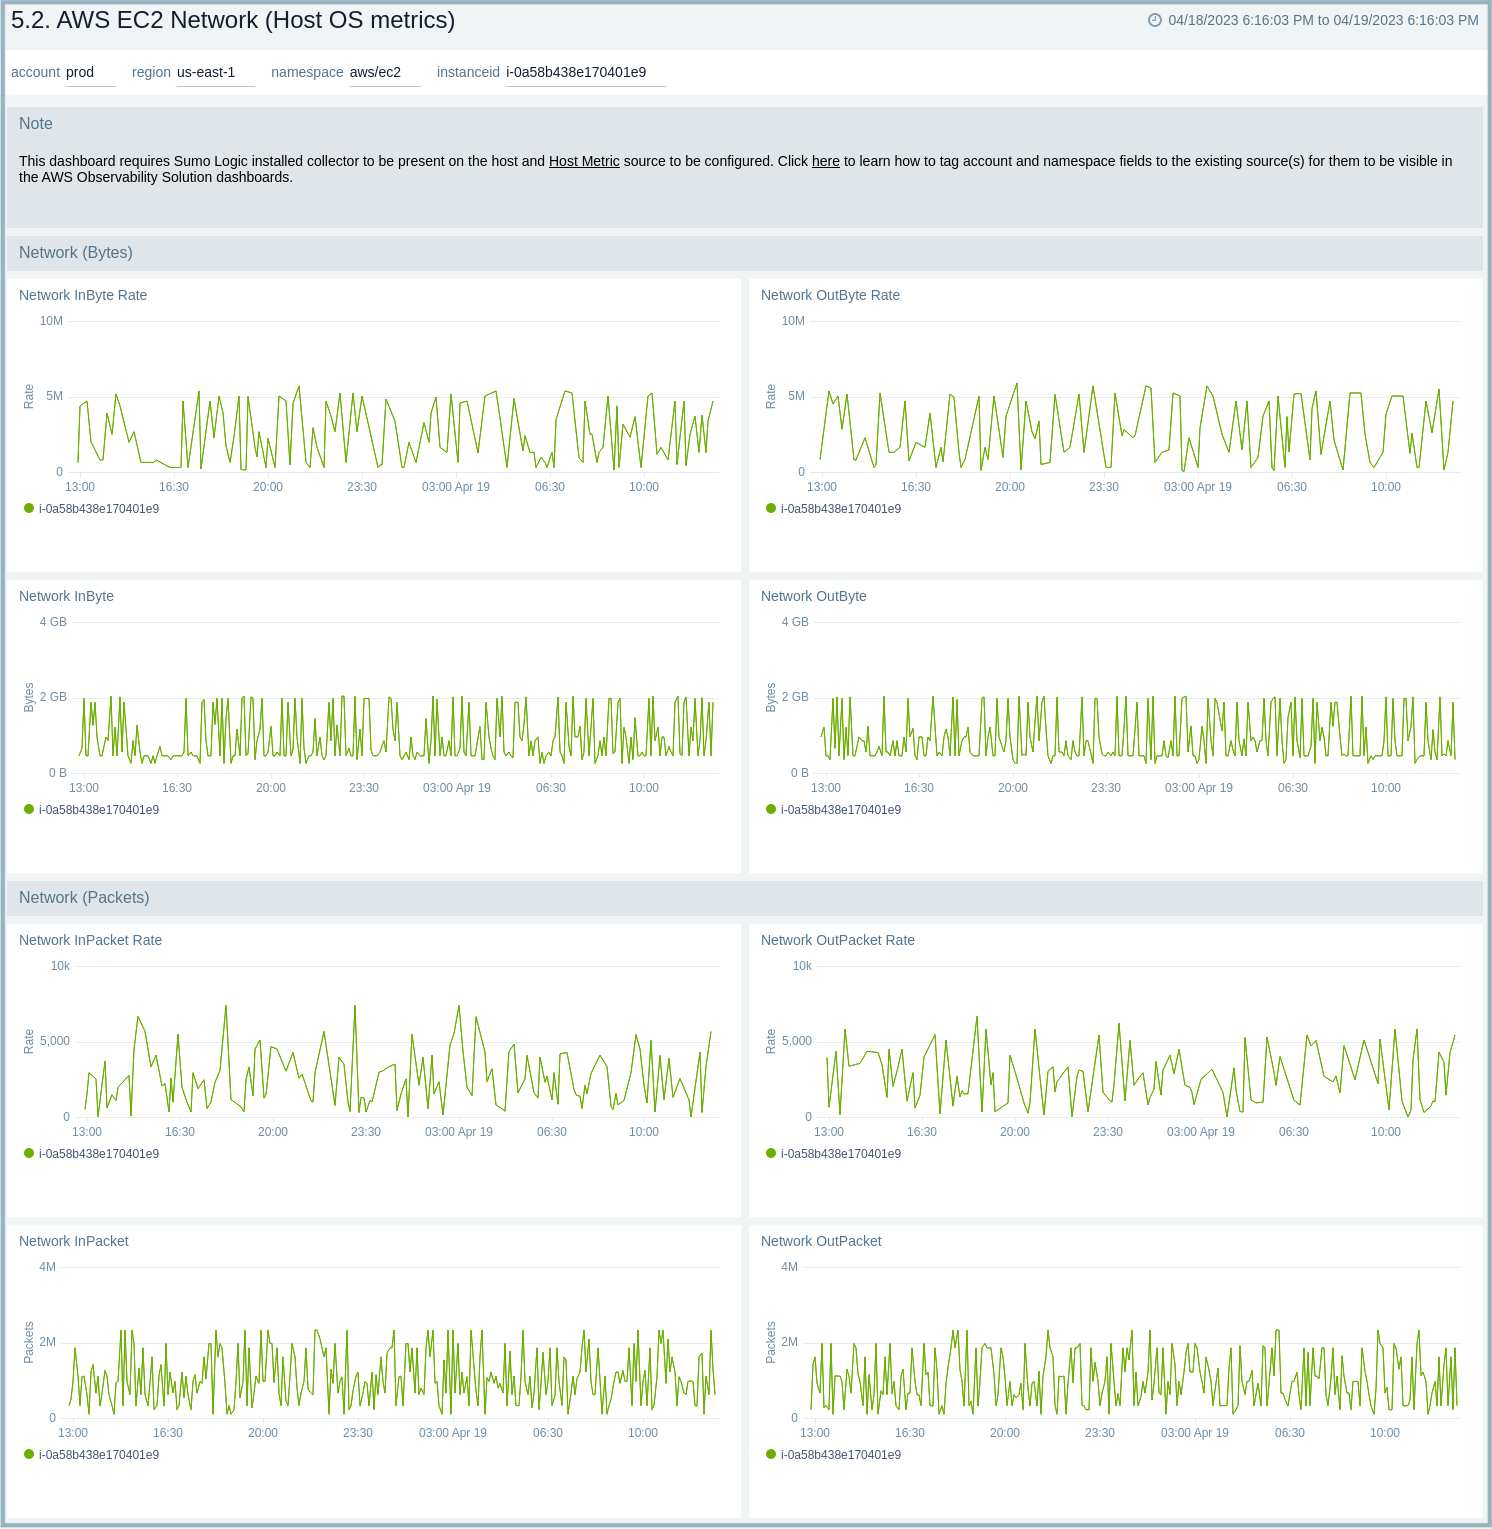 5.2. AWS EC2 Network (Host OS metrics)
04/18/2023 6:16:03 PM to 04/19/2023 6:16:03 PM
account prod region us-east-1 namespace aws/ec2 instanceid i-0a58b438e170401e9
Note
This dashboard requires Sumo Logic installed collector to be present on the host and Host Metric source to be configured. Click here to learn how to tag account and namespace fields to the existing source(s) for them to be visible in
the AWS Observability Solution dashboards.
Network (Bytes)
Network InByte Rate
10M
5M
0
Rate
13:00 16:30 20:00 23:30 03:00 Apr 19 06:30 10:00
i-0a58b438e170401e9
Network OutByte Rate
10M
5M
0
Rate
13:00 16:30 20:00 23:30 03:00 Apr 19 06:30 10:00
i-0a58b438e170401e9
Network InByte
4 GB
2 GB
0 B
Bytes
13:00 16:30 20:00 23:30 03:00 Apr 19 06:30 10:00
i-0a58b438e170401e9
Network OutByte
4 GB
2 GB
0 B
Bytes
13:00 16:30 20:00 23:30 03:00 Apr 19 06:30 10:00
i-0a58b438e170401e9
Network (Packets)
Network InPacket Rate
10k
5,000
0
Rate
13:00 16:30 20:00 23:30 03:00 Apr 19 06:30 10:00
i-0a58b438e170401e9
Network OutPacket Rate
10k
5,000
0
Rate
13:00 16:30 20:00 23:30 03:00 Apr 19 06:30 10:00
i-0a58b438e170401e9
Network InPacket
4M
2M
0
Packets
13:00 16:30 20:00 23:30 03:00 Apr 19 06:30 10:00
i-0a58b438e170401e9
Network OutPacket
4M
2M
0
Packets
13:00 16:30 20:00 23:30 03:00 Apr 19 06:30 10:00
i-0a58b438e170401e9